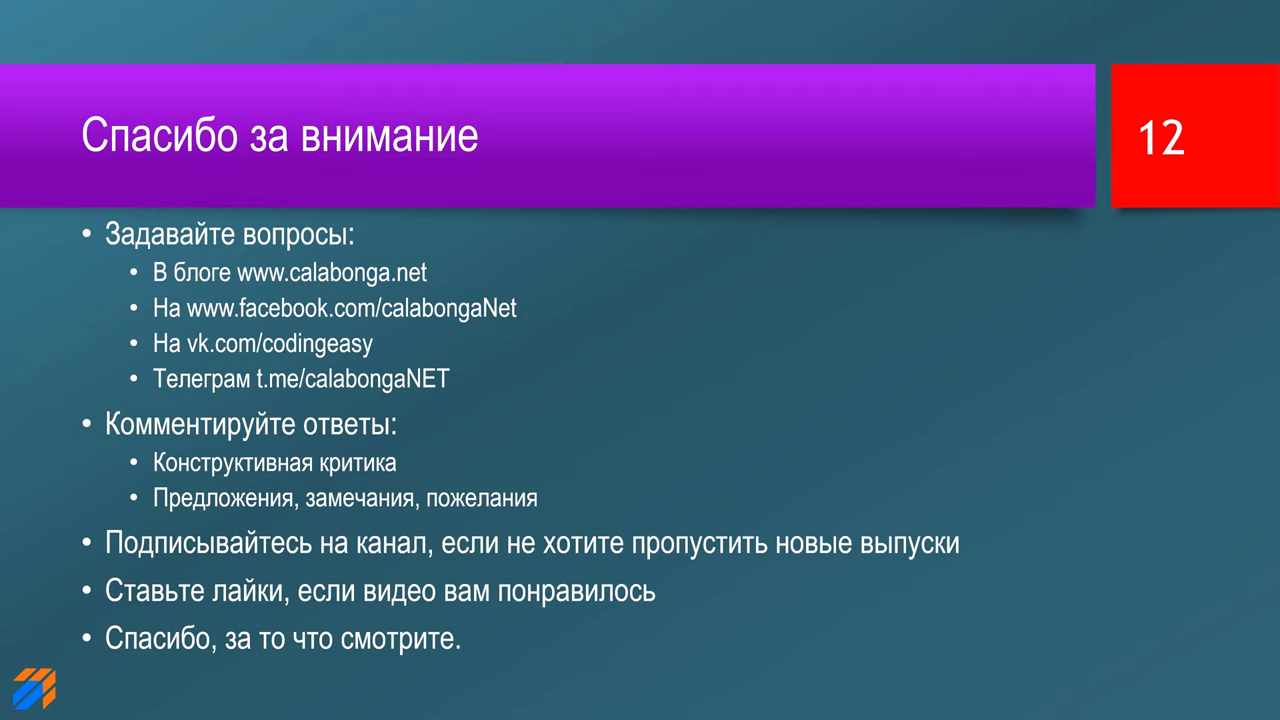 Спасибо за внимание
12
• Задавайте вопросы:
• В блоге www.calabonga.net
• На www.facebook.com/calabongaNet
• На vk.com/codingeasy
• Телеграм t.me/calabongaNET
• Комментируйте ответы:
• Конструктивная критика
• Предложения, замечания, пожелания
• Подписывайтесь на канал, если не хотите пропустить новые выпуски
• Ставьте лайки, если видео вам понравилось
• Спасибо, за то что смотрите.